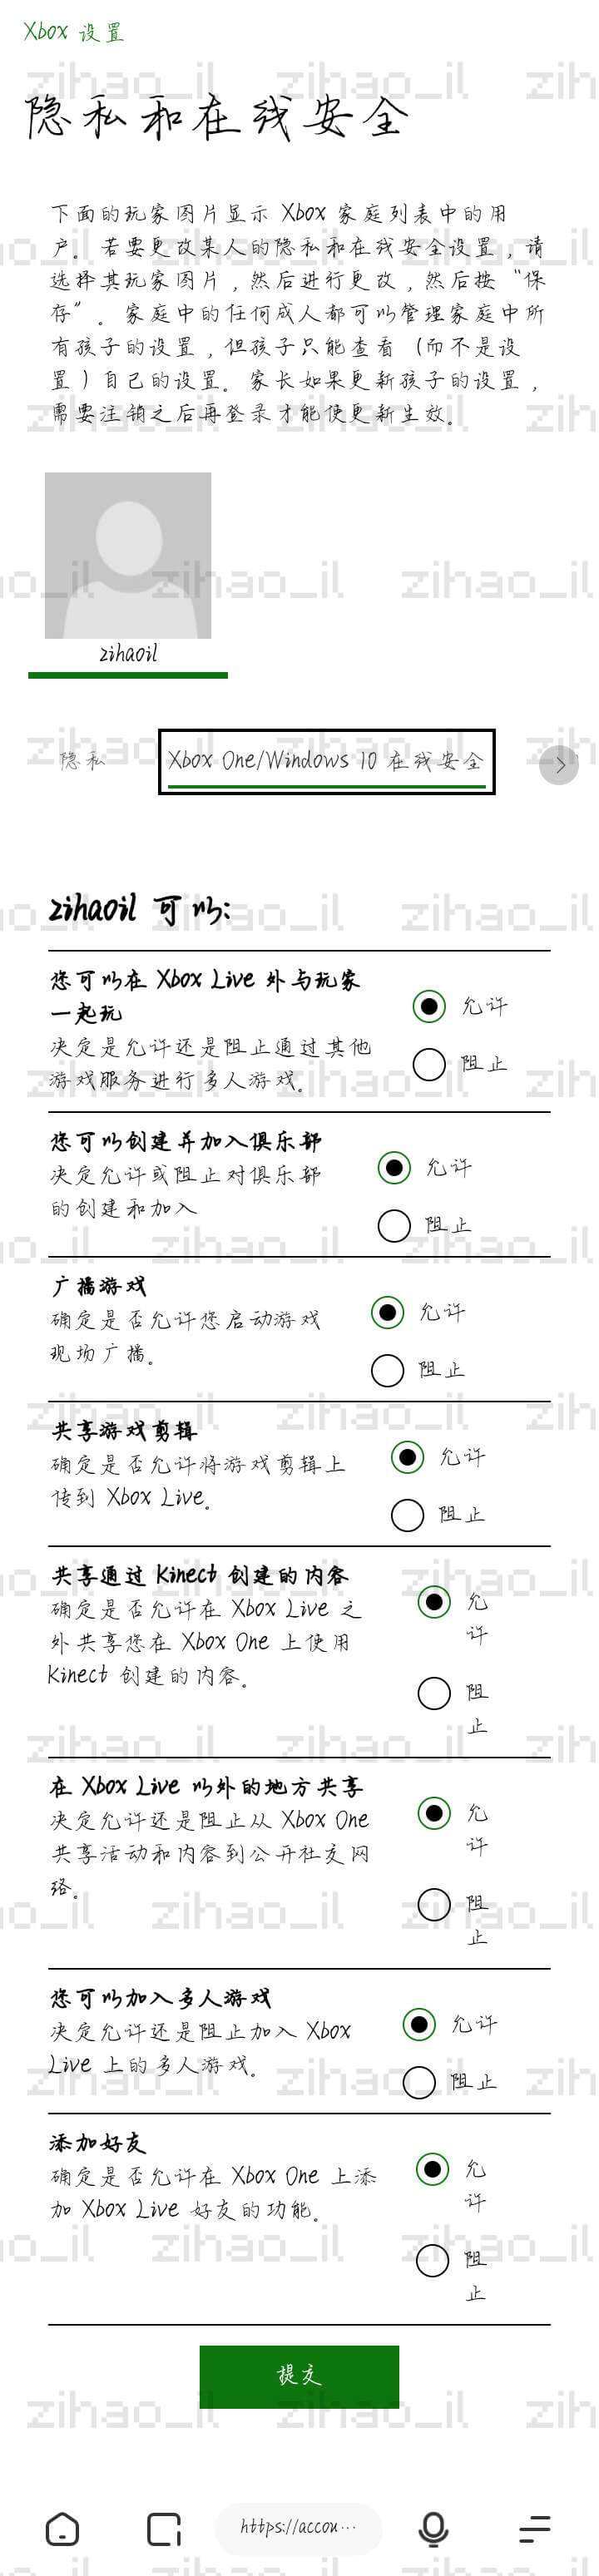 Xbox 设置
隐私和在线安全
下面的玩家图片显示 Xbox 家庭列表中的用
户。若要更改某人的隐私和在线安全设置，请
选择其玩家图片，然后进行更改，然后按“保
存”。家庭中的任何成人都可以管理家庭中所
有孩子的设置，但孩子只能查看（而不是设
置）自己的设置。家长如果更新孩子的设置，
需要注销之后再登录才能使更新生效。
zihaoil
隐私
Xbox One/Windows 10 在线安全
zihaoil 可以:
您可以在 Xbox Live 外与玩家
一起玩
决定是允许还是阻止通过其他
游戏服务进行多人游戏。
允许
阻止
您可以创建并加入俱乐部
决定允许或阻止对俱乐部
的创建和加入
允许
阻止
广播游戏
确定是否允许您启动游戏
现场广播。
允许
阻止
共享游戏剪辑
确定是否允许将游戏剪辑上
传到 Xbox Live。
允许
阻止
共享通过 Kinect 创建的内容
确定是否允许在 Xbox Live 之
外共享您在 Xbox One 上使用
Kinect 创建的内容。
允
许
阻
止
在 Xbox Live 以外的地方共享
决定允许还是阻止从 Xbox One
共享活动和内容到公开社交网
络。
允
许
阻
止
您可以加入多人游戏
决定允许还是阻止加入 Xbox
Live 上的多人游戏。
允许
阻止
添加好友
确定是否允许在 Xbox One 上添
加 Xbox Live 好友的功能。
允
许
阻
止
提交
https://accou…
zihao_il